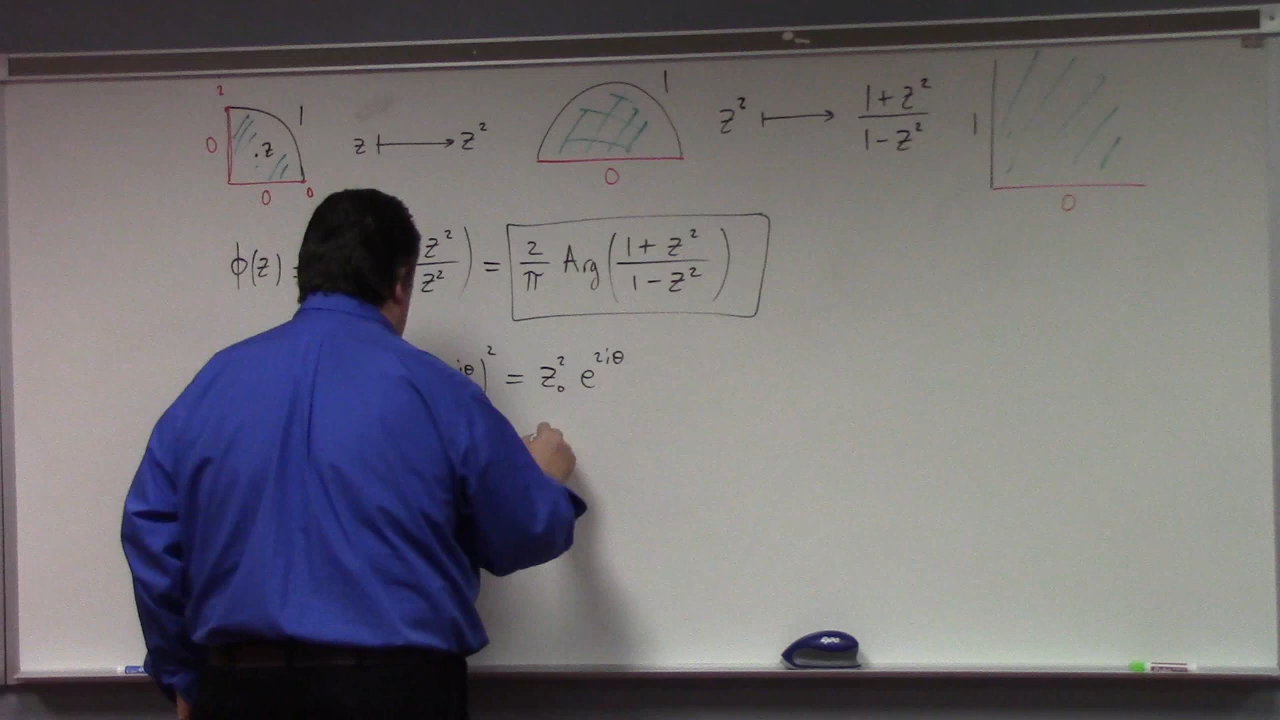 2 1 0 z 0 0
z ↦ z²
1 0
z² ↦ (1+z²)/(1−z²)
1 0
ϕ(z) z²/z²) = 2/π Arg((1+z²)/(1−z²))
iθ)² = z₀² e^{2iθ}
expo